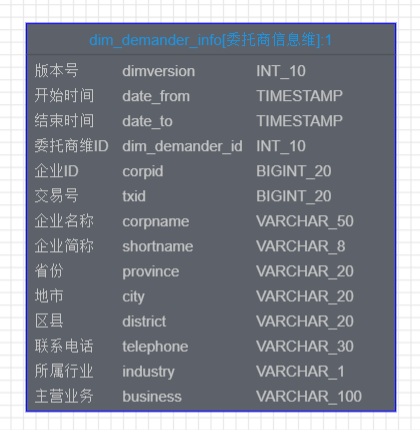 dim_demander_info[委托商信息维]:1
版本号 dimversion INT_10
开始时间 date_from TIMESTAMP
结束时间 date_to TIMESTAMP
委托商维ID dim_demander_id INT_10
企业ID corpid BIGINT_20
交易号 txid BIGINT_20
企业名称 corpname VARCHAR_50
企业简称 shortname VARCHAR_8
省份 province VARCHAR_20
地市 city VARCHAR_20
区县 district VARCHAR_20
联系电话 telephone VARCHAR_30
所属行业 industry VARCHAR_1
主营业务 business VARCHAR_100